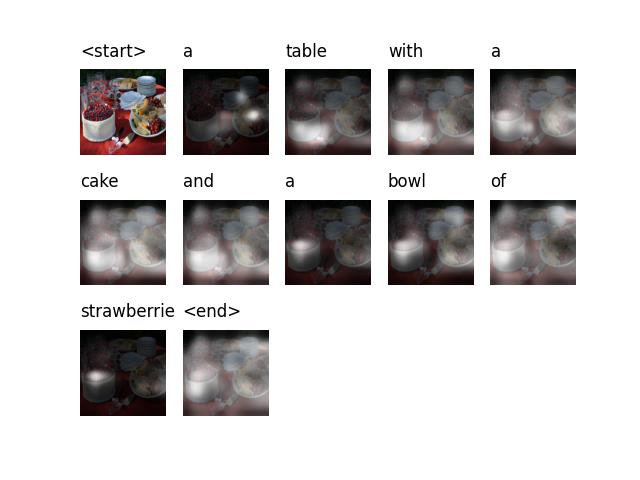 <start> a table with a
cake and a bowl of
strawberrie <end>